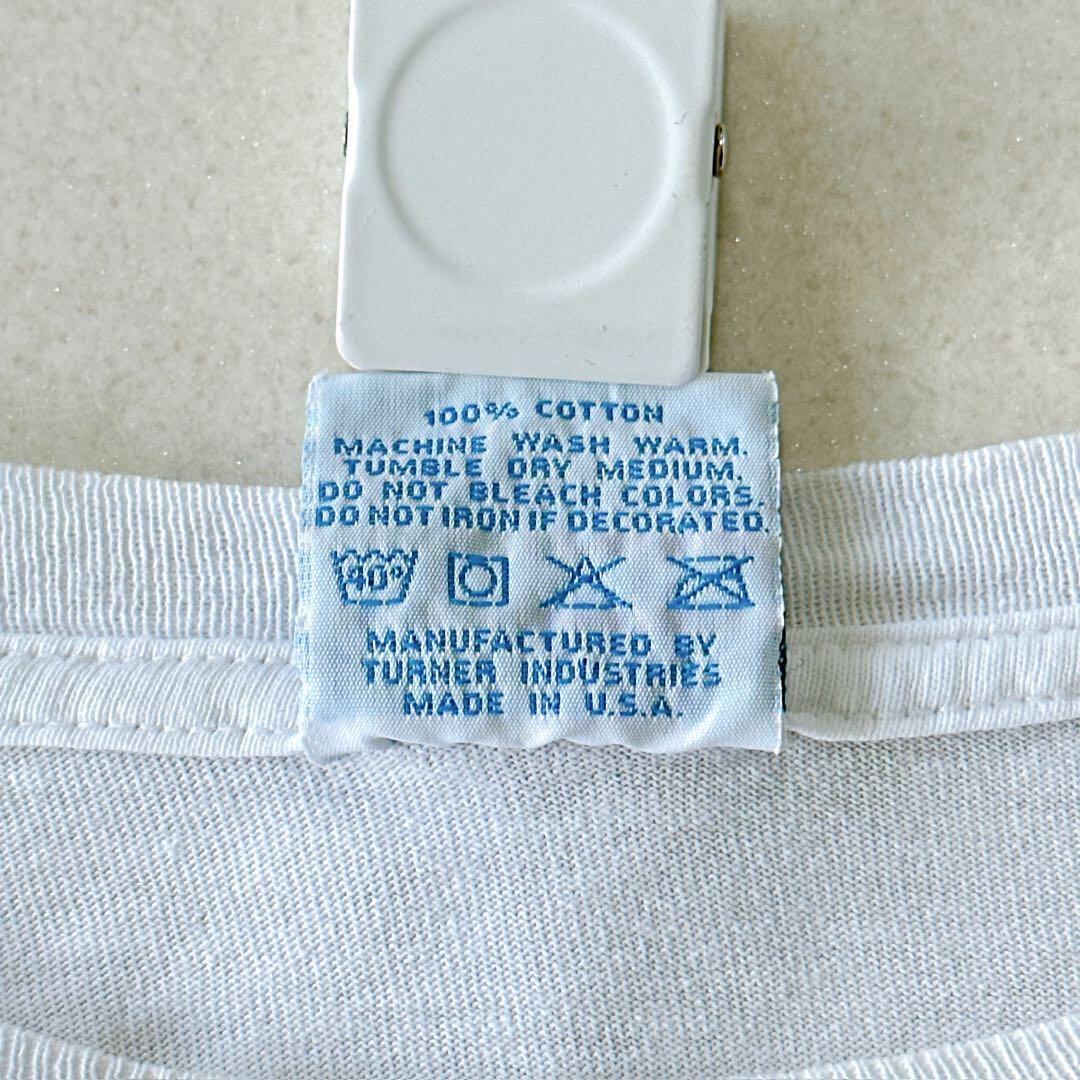 100% COTTON
MACHINE WASH WARM.
TUMBLE DRY MEDIUM.
DO NOT BLEACH COLORS.
DO NOT IRON IF DECORATED.
40°
MANUFACTURED BY
TURNER INDUSTRIES
MADE IN U.S.A.